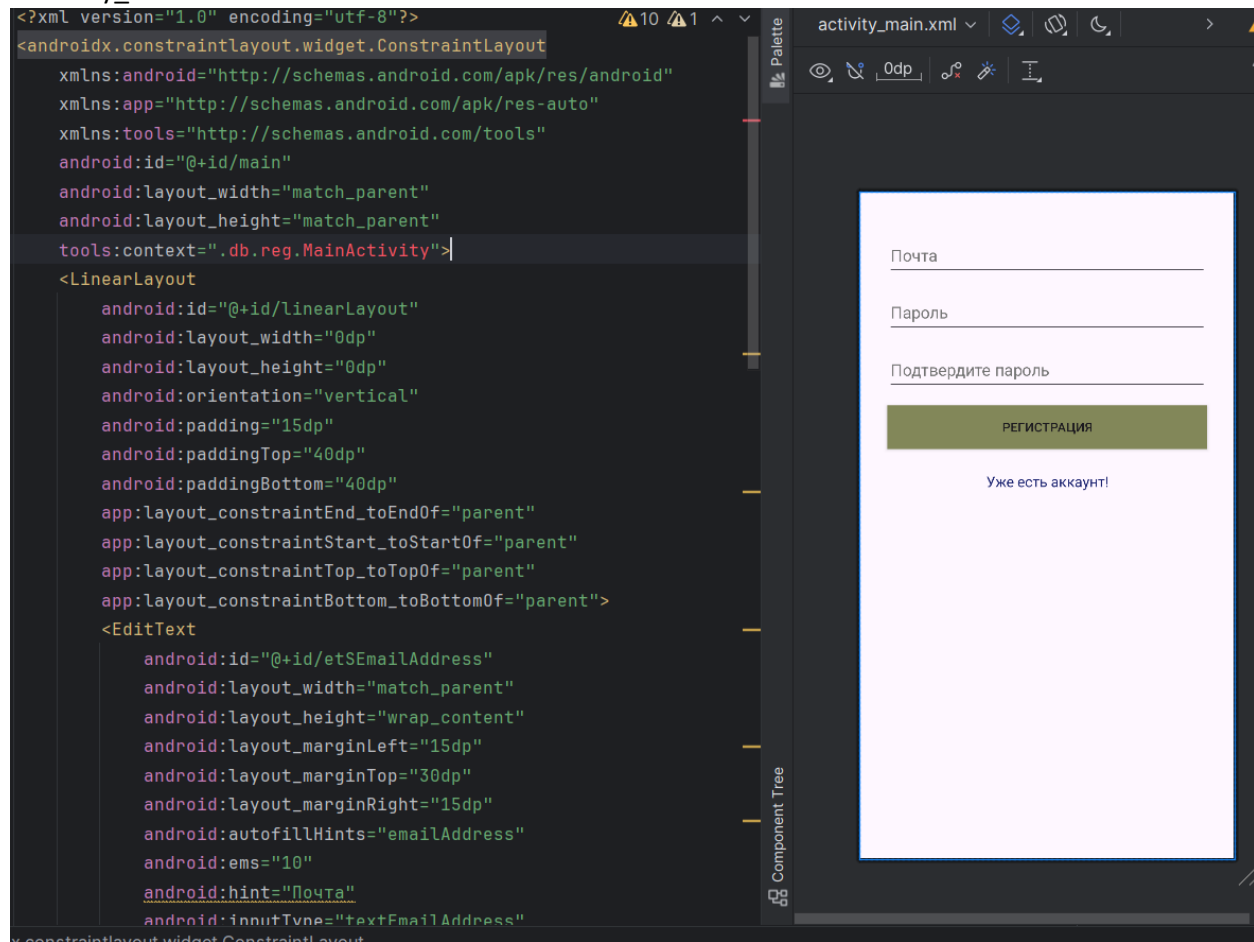 <?xml version="1.0" encoding="utf-8"?>
10 1
<androidx.constraintlayout.widget.ConstraintLayout
xmlns:android="http://schemas.android.com/apk/res/android"
xmlns:app="http://schemas.android.com/apk/res-auto"
xmlns:tools="http://schemas.android.com/tools"
android:id="@+id/main"
android:layout_width="match_parent"
android:layout_height="match_parent"
tools:context=".db.reg.MainActivity">
<LinearLayout
android:id="@+id/linearLayout"
android:layout_width="0dp"
android:layout_height="0dp"
android:orientation="vertical"
android:padding="15dp"
android:paddingTop="40dp"
android:paddingBottom="40dp"
app:layout_constraintEnd_toEndOf="parent"
app:layout_constraintStart_toStartOf="parent"
app:layout_constraintTop_toTopOf="parent"
app:layout_constraintBottom_toBottomOf="parent">
<EditText
android:id="@+id/etSEmailAddress"
android:layout_width="match_parent"
android:layout_height="wrap_content"
android:layout_marginLeft="15dp"
android:layout_marginTop="30dp"
android:layout_marginRight="15dp"
android:autofillHints="emailAddress"
android:ems="10"
android:hint="Почта"
android:inputType="textEmailAddress"
x.constraintlayout.widget.ConstraintLayout
Palette
Component Tree
activity_main.xml
0dp
Почта
Пароль
Подтвердите пароль
РЕГИСТРАЦИЯ
Уже есть аккаунт!